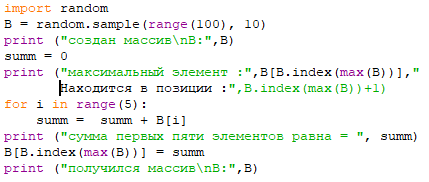 import random
B = random.sample(range(100), 10)
print ("создан массив\nB:",B)
summ = 0
print ("максимальный элемент :",B[B.index(max(B))],"
Находится в позиции :",B.index(max(B))+1)
for i in range(5):
summ =  summ + B[i]
print ("сумма первых пяти элементов равна = ", summ)
B[B.index(max(B))] = summ
print ("получился массив\nB:",B)